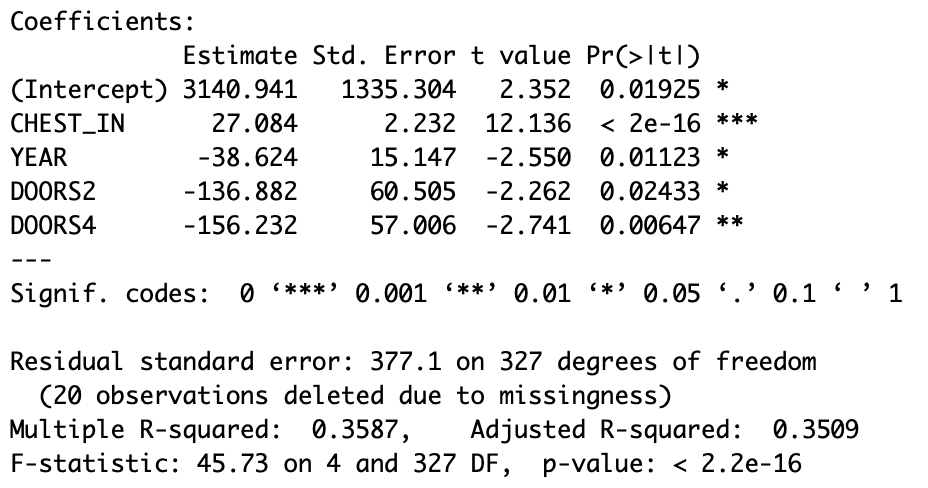 Coefficients:
            Estimate Std. Error t value Pr(>|t|)
(Intercept) 3140.941   1335.304   2.352  0.01925 *
CHEST_IN      27.084      2.232  12.136  < 2e-16 ***
YEAR         -38.624     15.147  -2.550  0.01123 *
DOORS2      -136.882     60.505  -2.262  0.02433 *
DOORS4      -156.232     57.006  -2.741  0.00647 **
---
Signif. codes:  0 ‘***’ 0.001 ‘**’ 0.01 ‘*’ 0.05 ‘.’ 0.1 ‘ ’ 1
Residual standard error: 377.1 on 327 degrees of freedom
  (20 observations deleted due to missingness)
Multiple R-squared:  0.3587,    Adjusted R-squared:  0.3509
F-statistic: 45.73 on 4 and 327 DF,  p-value: < 2.2e-16